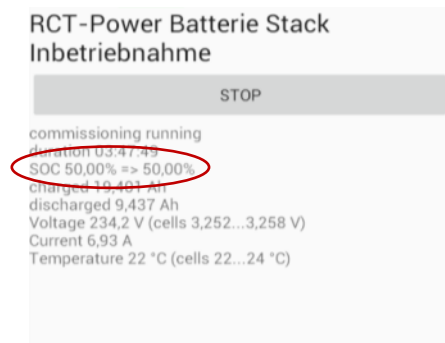 RCT-Power Batterie Stack
Inbetriebnahme
STOP
commissioning running
duration 03:47:49
SOC 50,00% => 50,00%
charged 19,401 Ah
discharged 9,437 Ah
Voltage 234,2 V (cells 3,252...3,258 V)
Current 6,93 A
Temperature 22 °C (cells 22...24 °C)